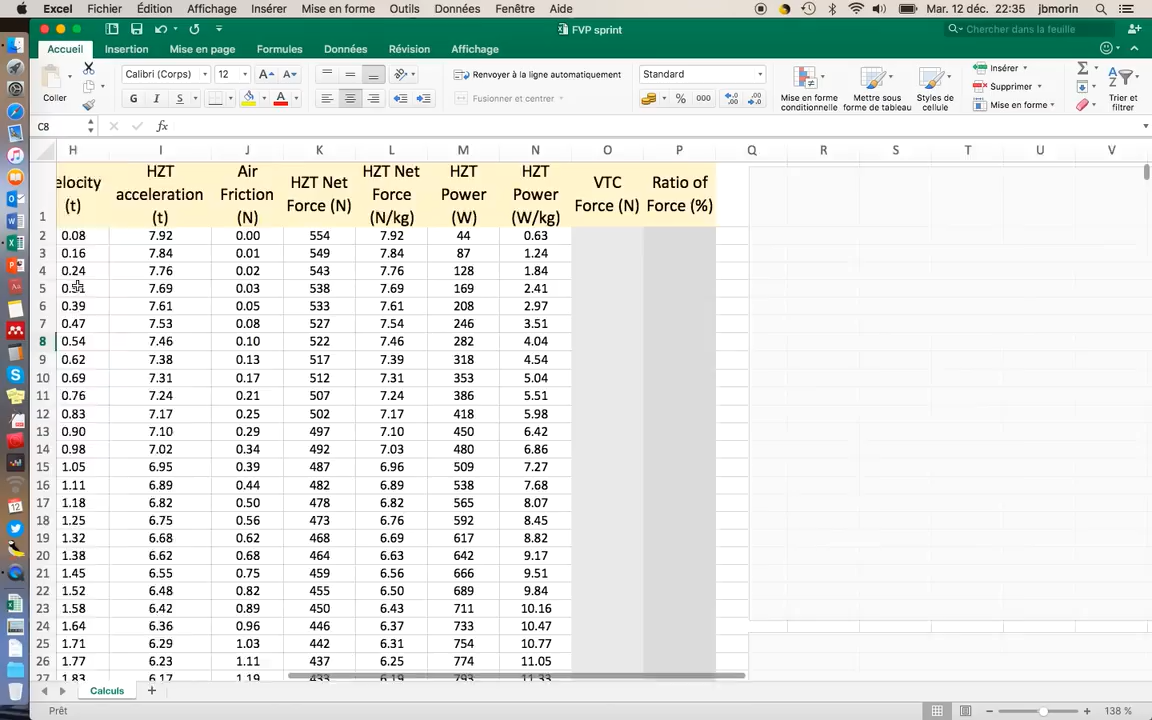 Excel Fichier Édition Affichage Insérer Mise en forme Outils Données Fenêtre Aide Mar. 12 déc. 22:35 jbmorin
FVP sprint
Chercher dans la feuille
Accueil Insertion Mise en page Formules Données Révision Affichage
Coller
Calibri (Corps) 12
Renvoyer à la ligne automatiquement
Standard
G I S
Fusionner et centrer
% 000
Mise en forme conditionnelle
Mettre sous forme de tableau
Styles de cellule
Insérer
Supprimer
Mise en forme
Trier et filtrer
C8 fx
H I J K L M N O P Q R S T U V
1 elocity (t) HZT acceleration (t) Air Friction (N) HZT Net Force (N) HZT Net Force (N/kg) HZT Power (W) HZT Power (W/kg) VTC Force (N) Ratio of Force (%)
2 0.08 7.92 0.00 554 7.92 44 0.63
3 0.16 7.84 0.01 549 7.84 87 1.24
4 0.24 7.76 0.02 543 7.76 128 1.84
5 7.69 0.03 538 7.69 169 2.41
6 0.39 7.61 0.05 533 7.61 208 2.97
7 0.47 7.53 0.08 527 7.54 246 3.51
8 0.54 7.46 0.10 522 7.46 282 4.04
9 0.62 7.38 0.13 517 7.39 318 4.54
10 0.69 7.31 0.17 512 7.31 353 5.04
11 0.76 7.24 0.21 507 7.24 386 5.51
12 0.83 7.17 0.25 502 7.17 418 5.98
13 0.90 7.10 0.29 497 7.10 450 6.42
14 0.98 7.02 0.34 492 7.03 480 6.86
15 1.05 6.95 0.39 487 6.96 509 7.27
16 1.11 6.89 0.44 482 6.89 538 7.68
17 1.18 6.82 0.50 478 6.82 565 8.07
18 1.25 6.75 0.56 473 6.76 592 8.45
19 1.32 6.68 0.62 468 6.69 617 8.82
20 1.38 6.62 0.68 464 6.63 642 9.17
21 1.45 6.55 0.75 459 6.56 666 9.51
22 1.52 6.48 0.82 455 6.50 689 9.84
23 1.58 6.42 0.89 450 6.43 711 10.16
24 1.64 6.36 0.96 446 6.37 733 10.47
25 1.71 6.29 1.03 442 6.31 754 10.77
26 1.77 6.23 1.11 437 6.25 774 11.05
27 1.83 6.17 1.19 433 6.19 793 11.33
Calculs
Prêt 138 %